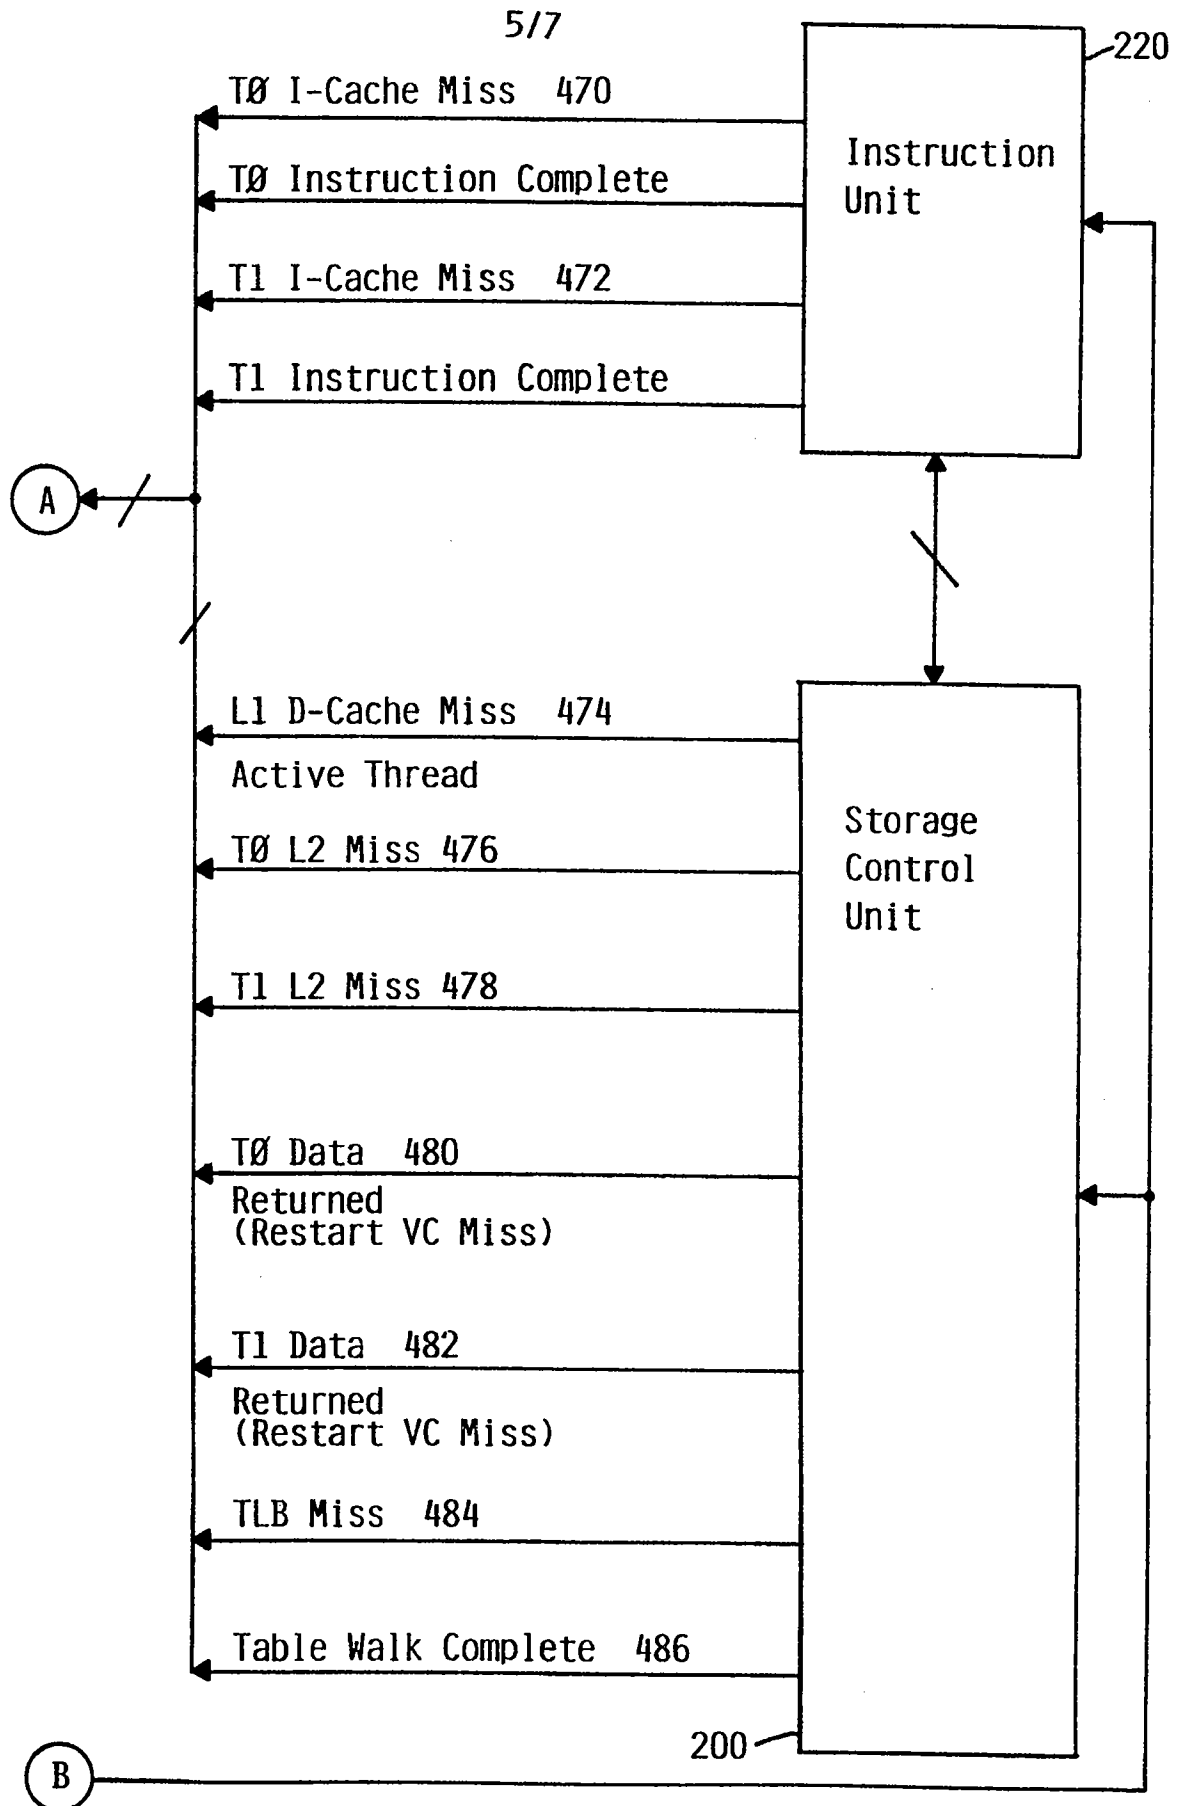 5/7
220
TØ I-Cache Miss 470
Instruction
Unit
TØ Instruction Complete
T1 I-Cache Miss 472
T1 Instruction Complete
A
L1 D-Cache Miss 474
Active Thread
Storage
Control
Unit
TØ L2 Miss 476
T1 L2 Miss 478
TØ Data 480
Returned
(Restart VC Miss)
T1 Data 482
Returned
(Restart VC Miss)
TLB Miss 484
Table Walk Complete 486
200
B